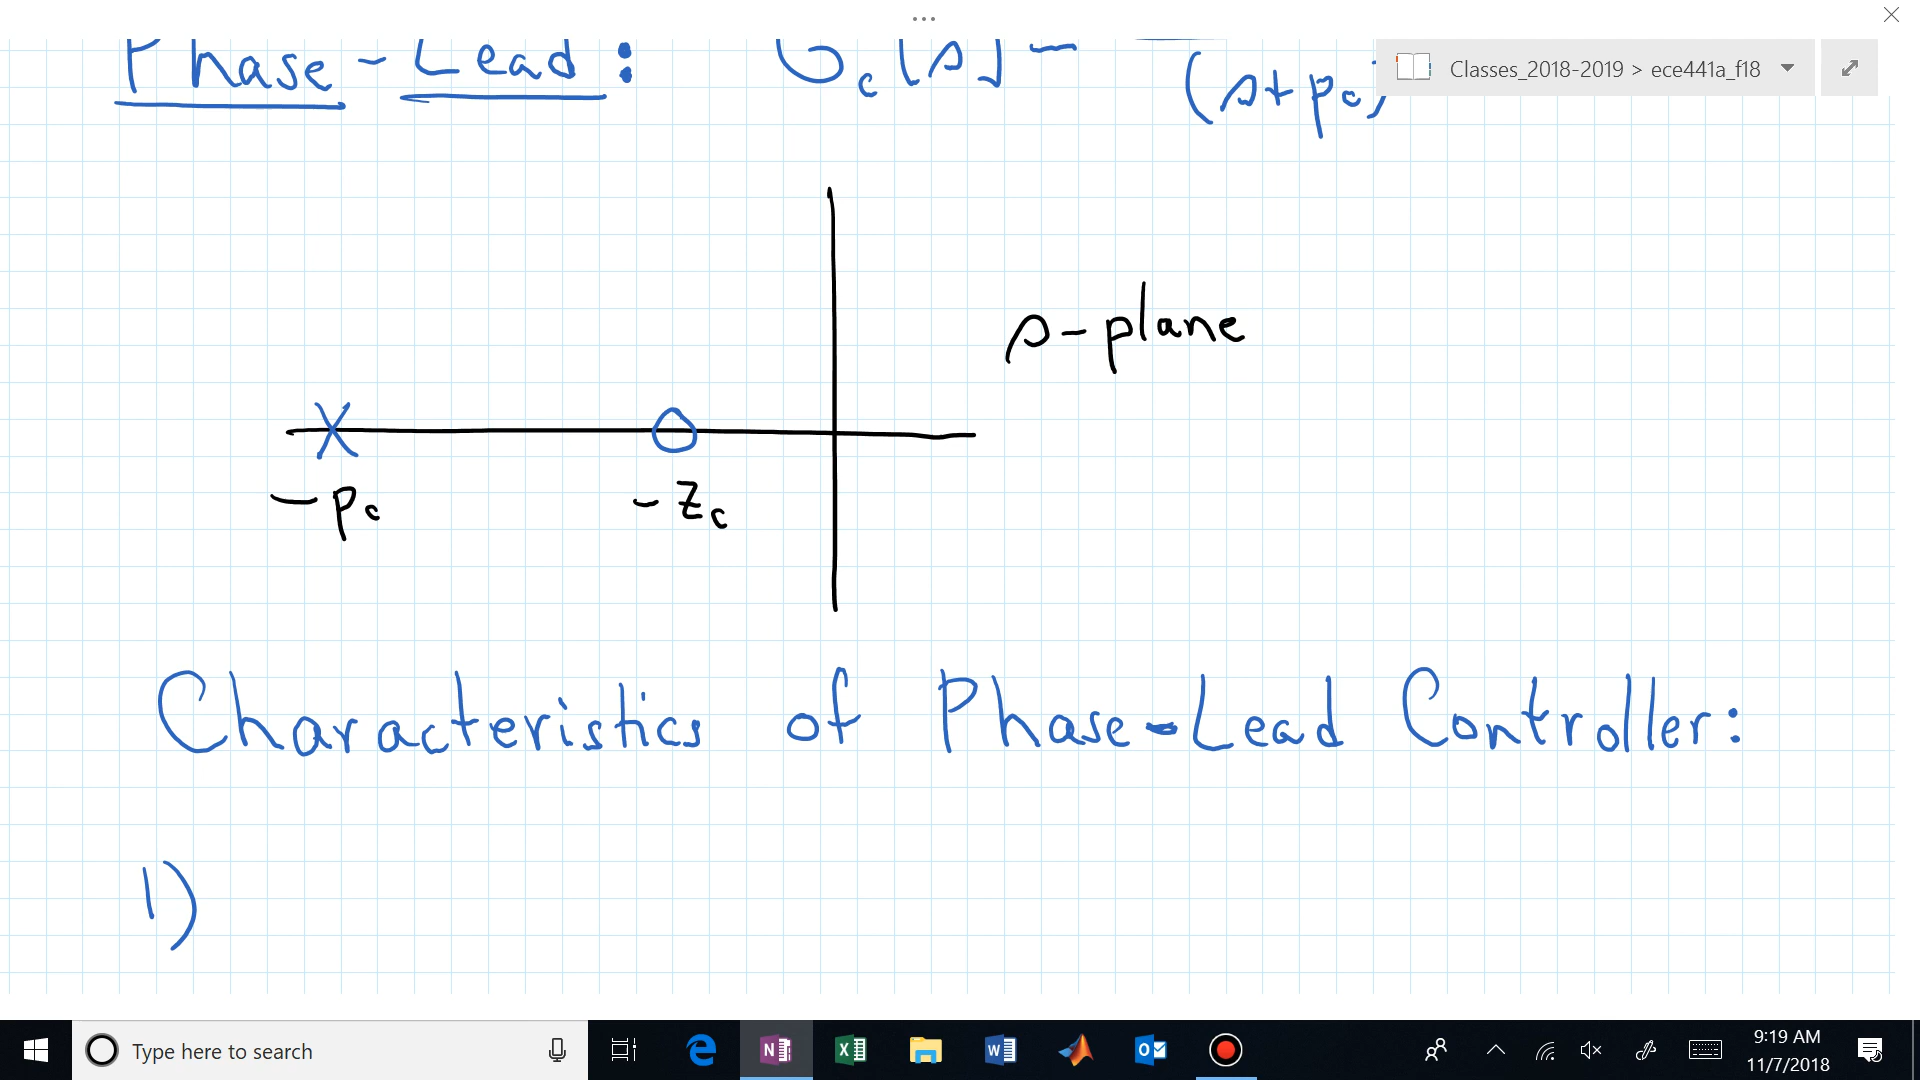 Phase-Lead: Gc(s) =
(s+pc)
Classes_2018-2019 > ece441a_f18
s-plane
-pc
-zc
Characteristics of Phase-Lead Controller:
1)
Type here to search
9:19 AM
11/7/2018